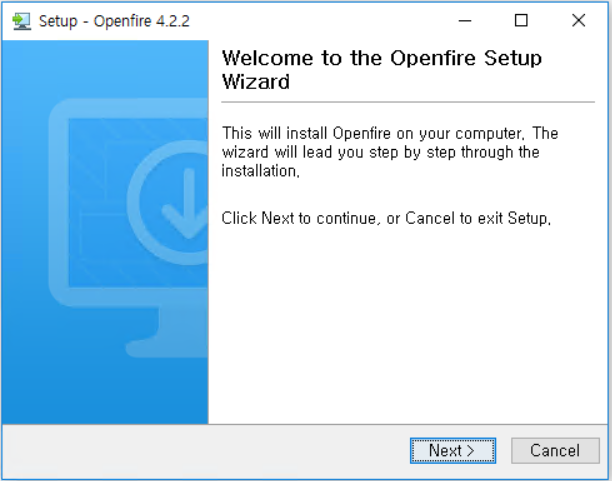 Setup - Openfire 4.2.2
Welcome to the Openfire Setup
Wizard
This will install Openfire on your computer, The
wizard will lead you step by step through the
installation,
Click Next to continue, or Cancel to exit Setup,
Next >
Cancel